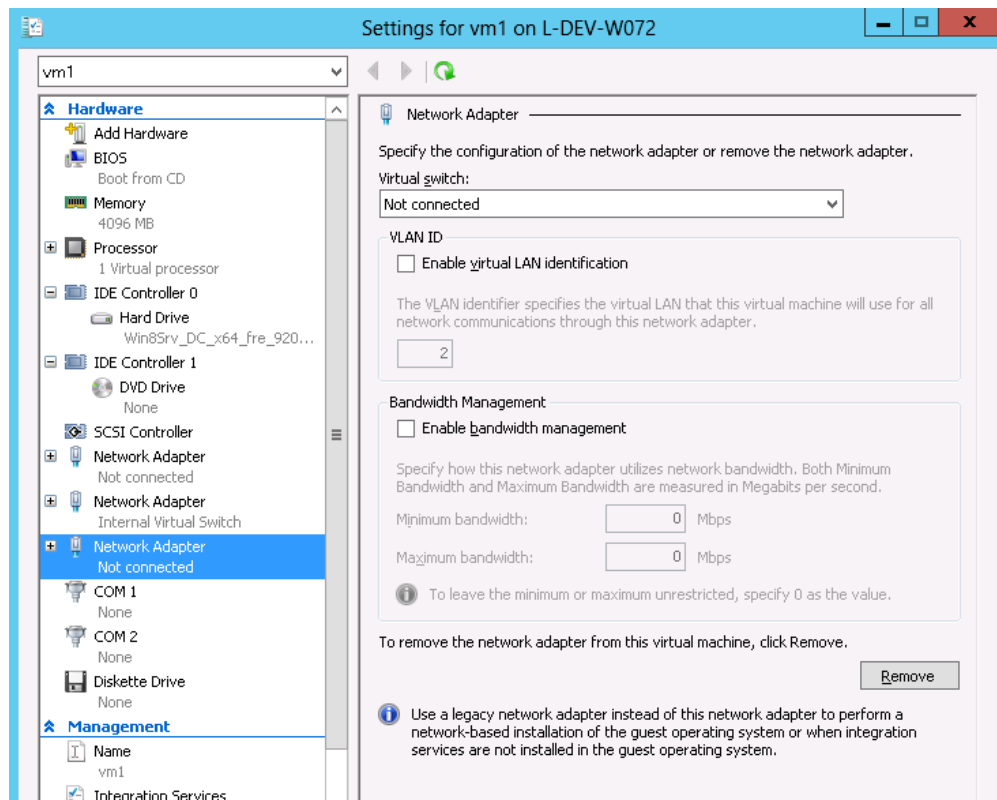 Settings for vm1 on L-DEV-W072
vm1
Hardware
Add Hardware
BIOS
Boot from CD
Memory
4096 MB
Processor
1 Virtual processor
IDE Controller 0
Hard Drive
Win8Srv_DC_x64_fre_920...
IDE Controller 1
DVD Drive
None
SCSI Controller
Network Adapter
Not connected
Network Adapter
Internal Virtual Switch
Network Adapter
Not connected
COM 1
None
COM 2
None
Diskette Drive
None
Management
Name
vm1
Integration Services
Network Adapter
Specify the configuration of the network adapter or remove the network adapter.
Virtual switch:
Not connected
VLAN ID
Enable virtual LAN identification
The VLAN identifier specifies the virtual LAN that this virtual machine will use for all
network communications through this network adapter.
2
Bandwidth Management
Enable bandwidth management
Specify how this network adapter utilizes network bandwidth. Both Minimum
Bandwidth and Maximum Bandwidth are measured in Megabits per second.
Minimum bandwidth: 0 Mbps
Maximum bandwidth: 0 Mbps
To leave the minimum or maximum unrestricted, specify 0 as the value.
To remove the network adapter from this virtual machine, click Remove.
Remove
Use a legacy network adapter instead of this network adapter to perform a
network-based installation of the guest operating system or when integration
services are not installed in the guest operating system.